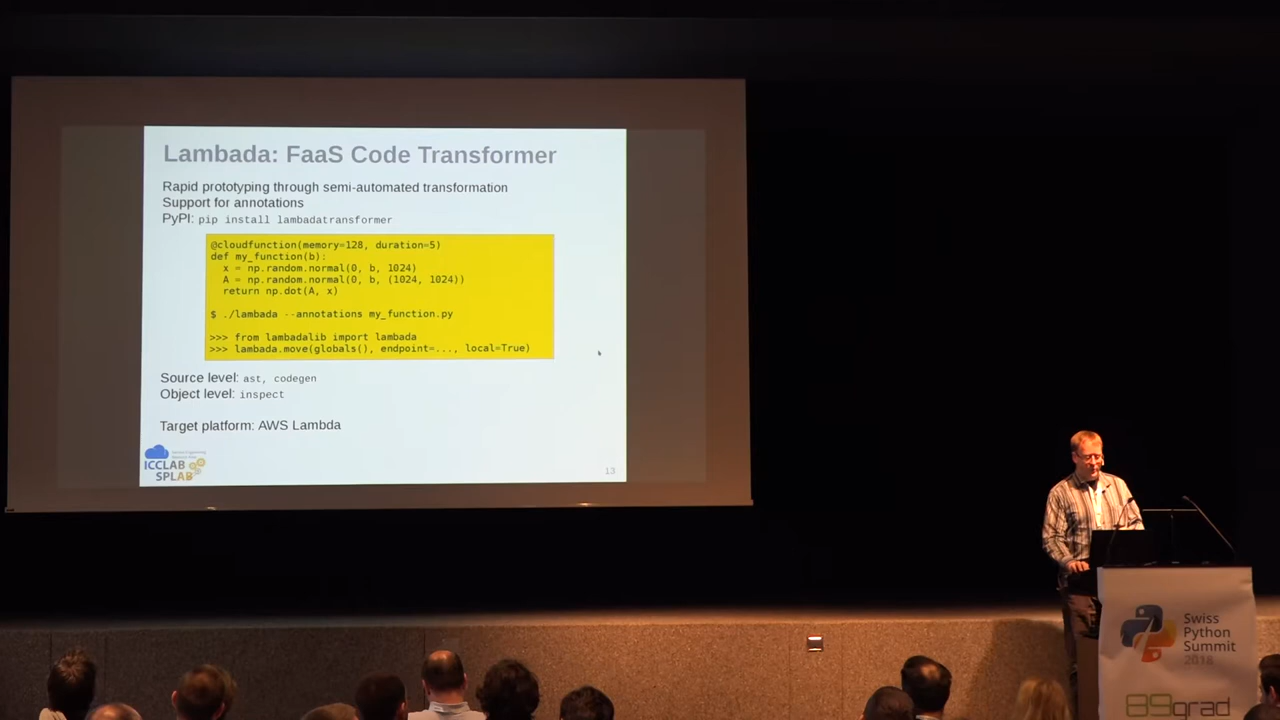 Lambada: FaaS Code Transformer
Rapid prototyping through semi-automated transformation
Support for annotations
PyPI: pip install lambadatransformer
@cloudfunction(memory=128, duration=5)
def my_function(b):
x = np.random.normal(0, b, 1024)
A = np.random.normal(0, b, (1024, 1024))
return np.dot(A, x)
$ ./lambada --annotations my_function.py
>>> from lambadalib import lambada
>>> lambada.move(globals(), endpoint=..., local=True)
Source level: ast, codegen
Object level: inspect
Target platform: AWS Lambda
ICCLAB
SPLAB
13
Swiss
Python
Summit
2018
89grad